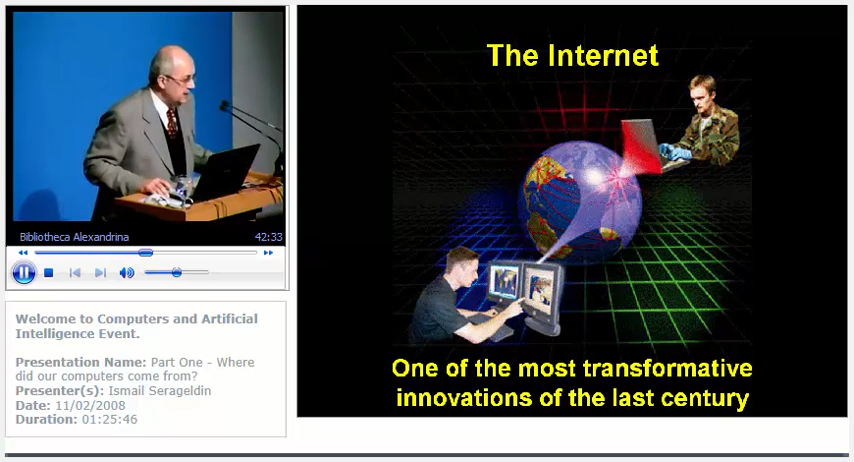 Bibliotheca Alexandrina 42:33
Welcome to Computers and Artificial
Intelligence Event.
Presentation Name: Part One - Where
did our computers come from?
Presenter(s): Ismail Serageldin
Date: 11/02/2008
Duration: 01:25:46
The Internet
One of the most transformative
innovations of the last century